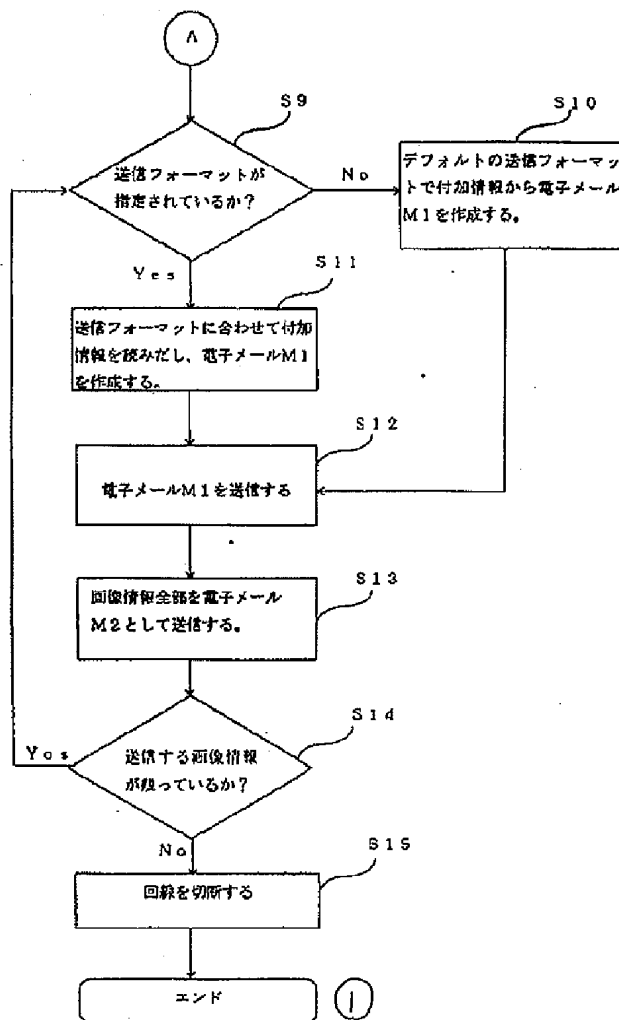 A
S9
送信フォーマットが
指定されているか?
No
S10
デフォルトの送信フォーマッ
トで付加情報から電子メール
M1を作成する。
Yes
S11
送信フォーマットに合わせて付加
情報を読みだし、電子メールM1
を作成する。
S12
電子メールM1を送信する
S13
画像情報全部を電子メール
M2として送信する。
S14
送信する画像情報
が残っているか?
Yes
No
S15
回線を切断する
エンド
1